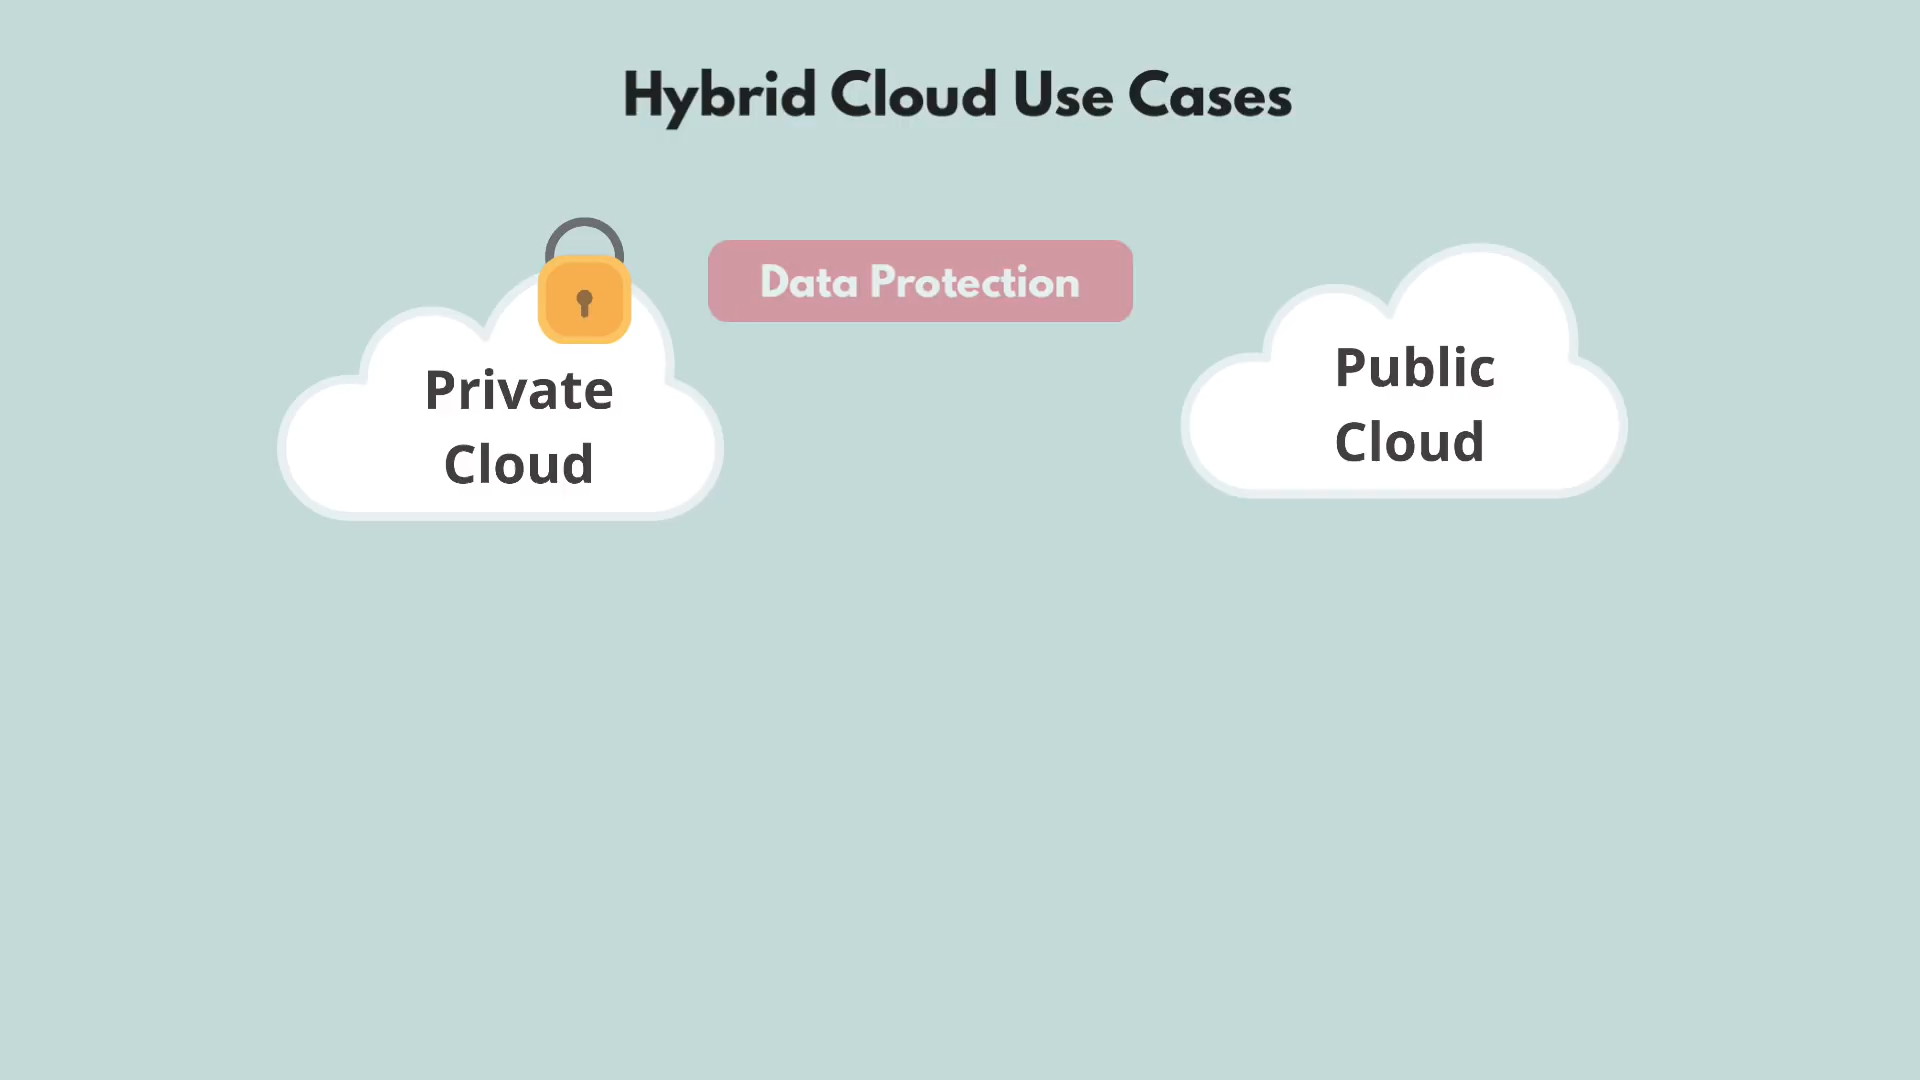 Hybrid Cloud Use Cases
Data Protection
Private
Cloud
Public
Cloud